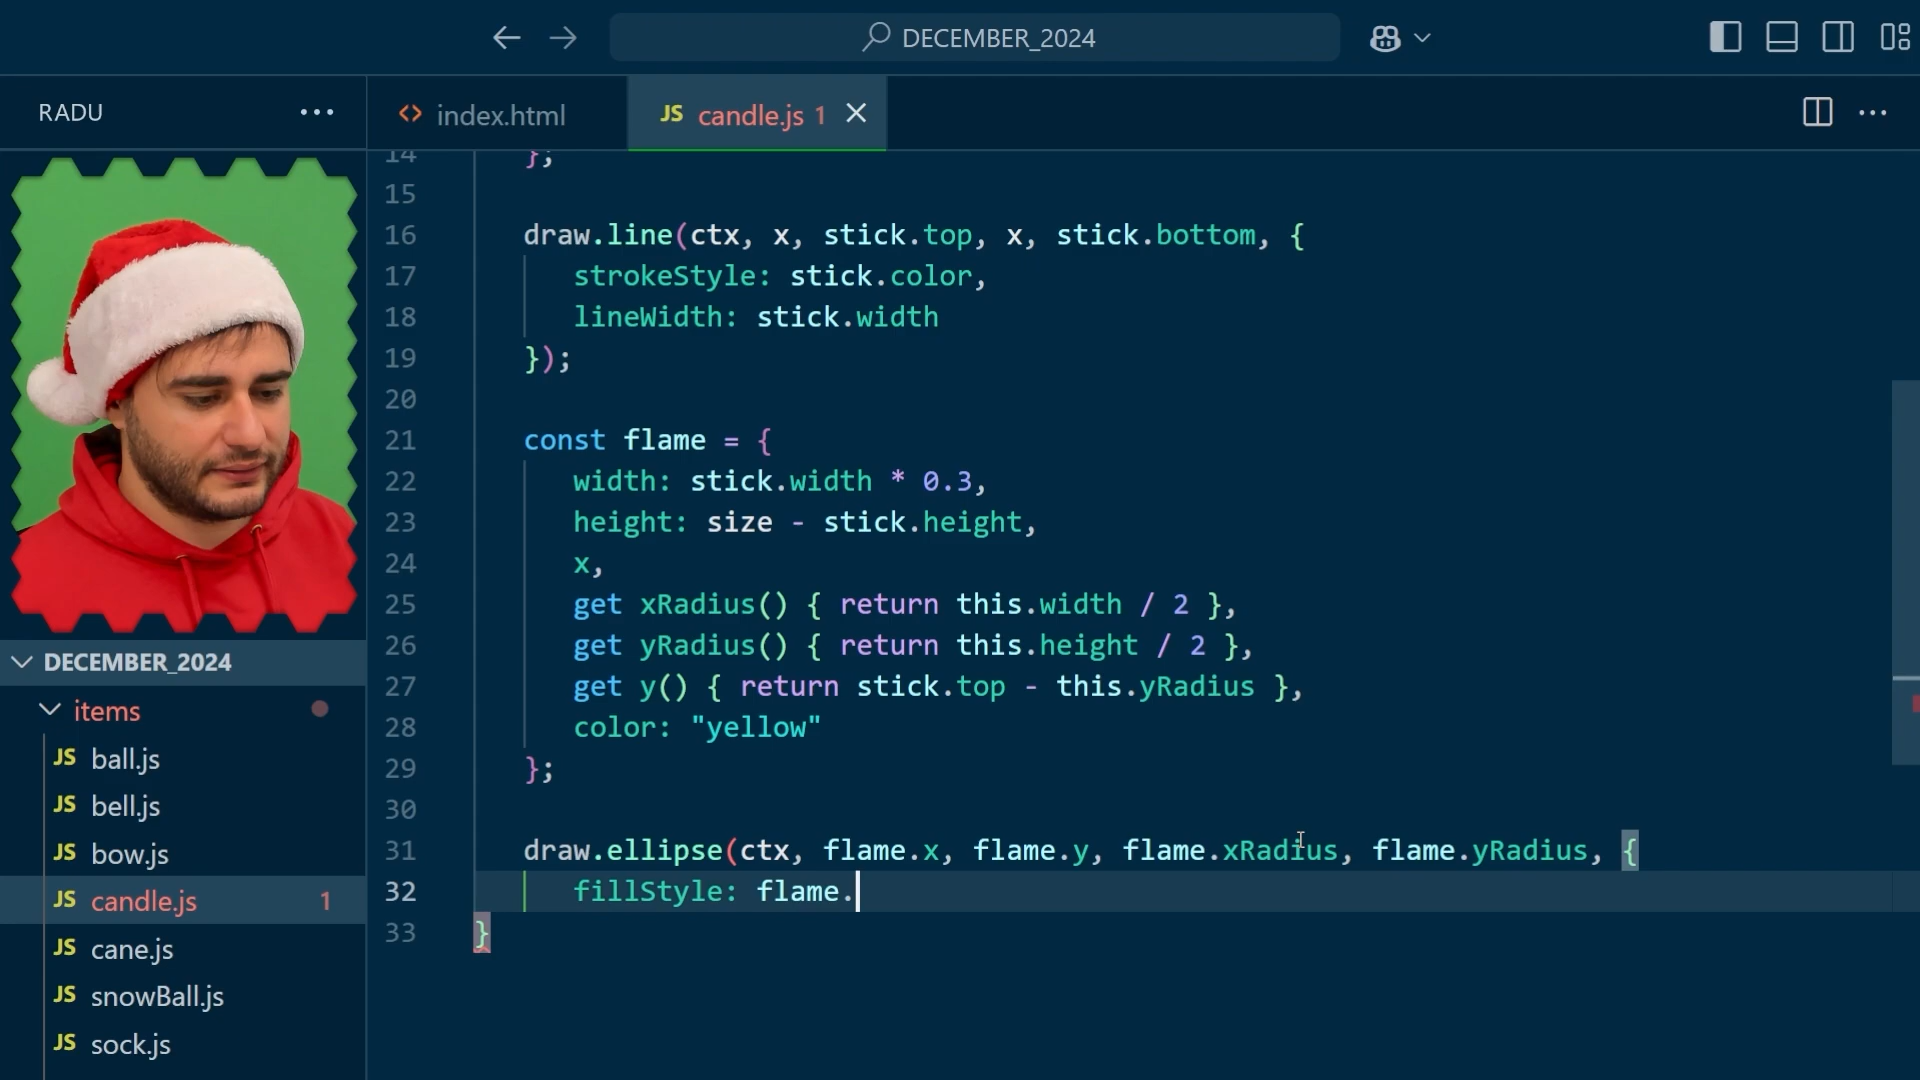 DECEMBER_2024
RADU
index.html
JS candle.js 1
14 };
15
16 draw.line(ctx, x, stick.top, x, stick.bottom, {
17 strokeStyle: stick.color,
18 lineWidth: stick.width
19 });
20
21 const flame = {
22 width: stick.width * 0.3,
23 height: size - stick.height,
24 x,
25 get xRadius() { return this.width / 2 },
26 get yRadius() { return this.height / 2 },
27 get y() { return stick.top - this.yRadius },
28 color: "yellow"
29 };
30
31 draw.ellipse(ctx, flame.x, flame.y, flame.xRadius, flame.yRadius, {
32 fillStyle: flame.
33 }
DECEMBER_2024
items
JS ball.js
JS bell.js
JS bow.js
JS candle.js 1
JS cane.js
JS snowBall.js
JS sock.js